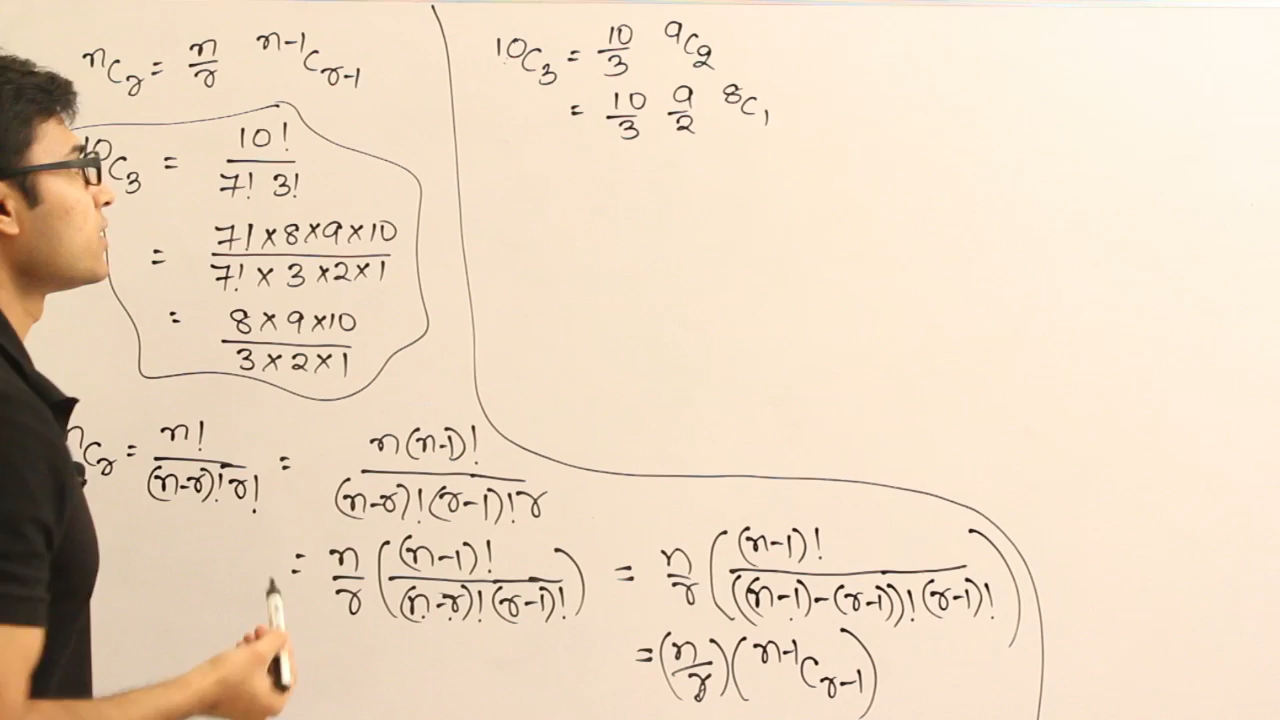 ⁿCᵣ = n/r ⁿ⁻¹Cᵣ₋₁
¹⁰C₃ = 10!/(7! 3!)
= (7! × 8 × 9 × 10)/(7! × 3 × 2 × 1)
= (8 × 9 × 10)/(3 × 2 × 1)
¹⁰C₃ = 10/3 ⁹C₂
= 10/3 9/2 ⁸C₁
ⁿCᵣ = n!/((n-r)! r!) = n(n-1)!/((n-r)! (r-1)! r)
= n/r ((n-1)!/((n-r)! (r-1)!)) = n/r ((n-1)!/(((n-1)-(r-1))! (r-1)!))
= (n/r)(ⁿ⁻¹Cᵣ₋₁)